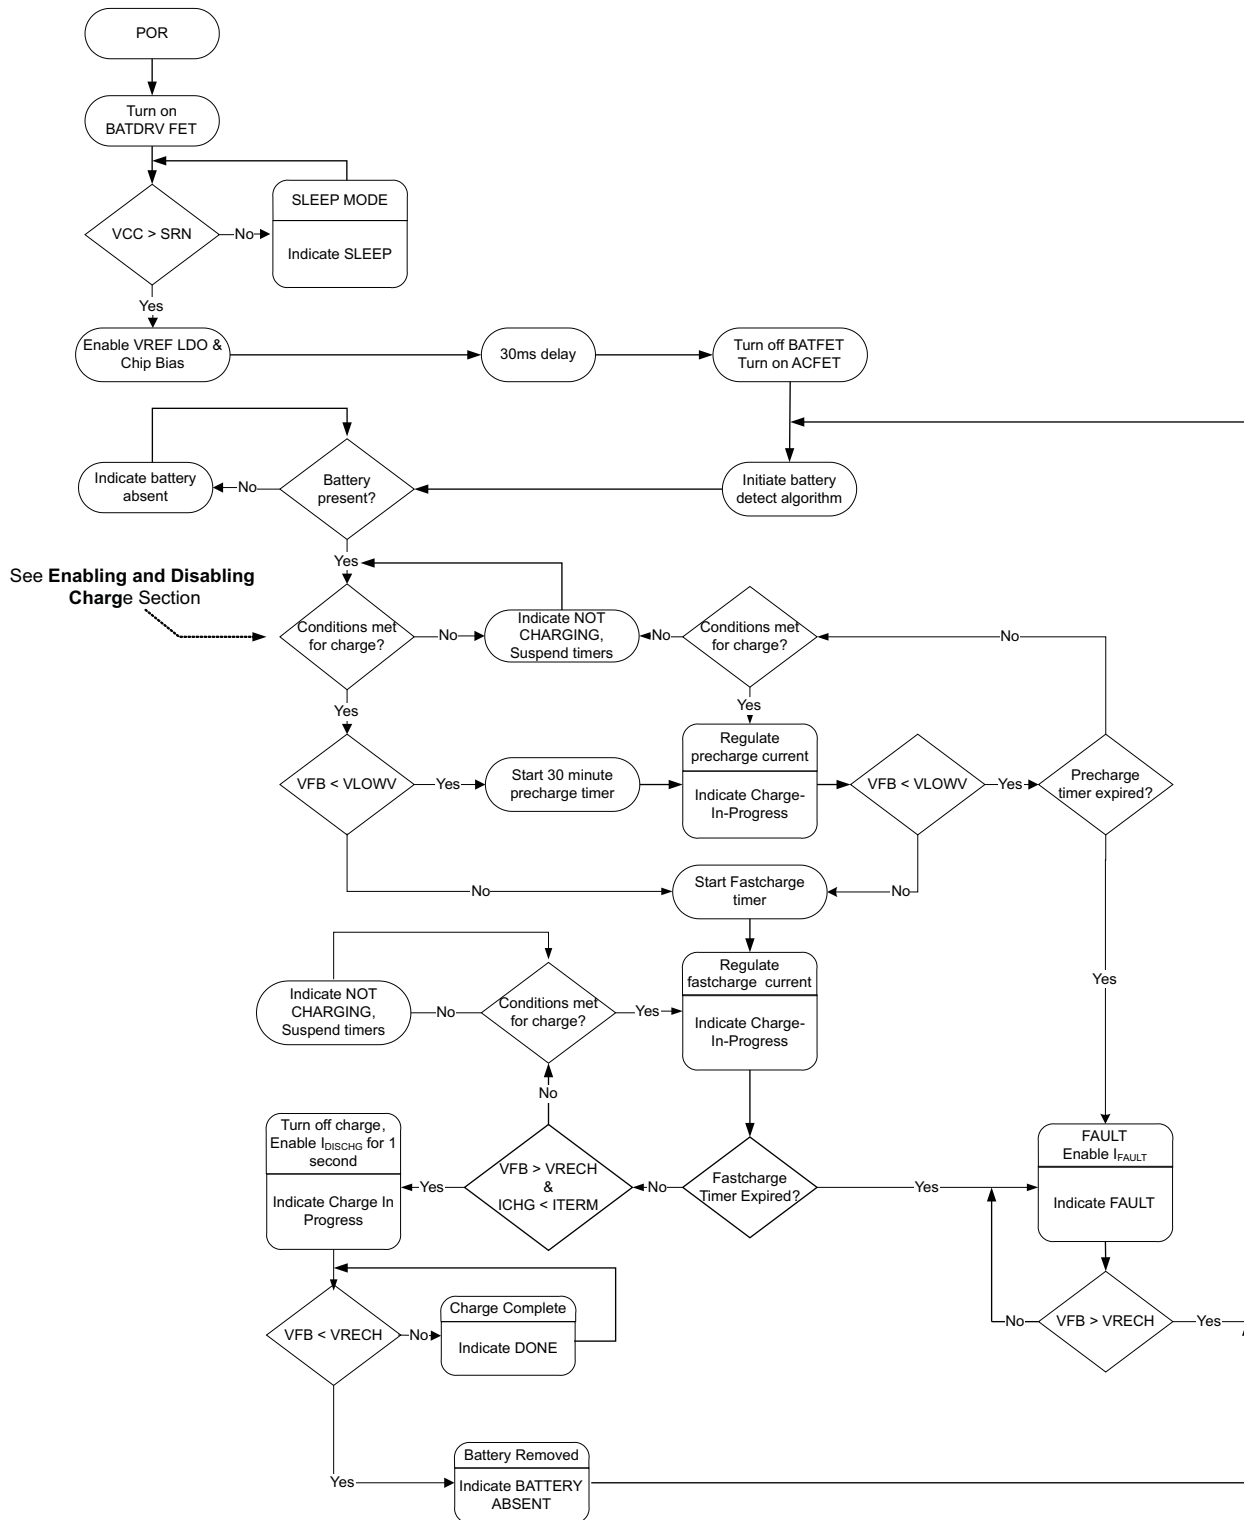 POR
Turn on
BATDRV FET
SLEEP MODE
VCC > SRN
No
Indicate SLEEP
Yes
Enable VREF LDO &
Chip Bias
30ms delay
Turn off BATFET
Turn on ACFET
Indicate battery
absent
No
Battery
present?
Initiate battery
detect algorithm
Yes
See Enabling and Disabling
Charge Section
Conditions met
for charge?
No
Indicate NOT
CHARGING,
Suspend timers
No
Conditions met
for charge?
No
Yes
Yes
VFB < VLOWV
Yes
Start 30 minute
precharge timer
Regulate
precharge current
Indicate Charge-
In-Progress
VFB < VLOWV
Yes
Precharge
timer expired?
No
Start Fastcharge
timer
No
Yes
Indicate NOT
CHARGING,
Suspend timers
No
Conditions met
for charge?
Yes
Regulate
fastcharge current
Indicate Charge-
In-Progress
No
Turn off charge,
Enable IDISCHG for 1
second
Indicate Charge In
Progress
Yes
VFB > VRECH
&
ICHG < ITERM
No
Fastcharge
Timer Expired?
Yes
FAULT
Enable IFAULT
Indicate FAULT
VFB < VRECH
No
Charge Complete
Indicate DONE
No
VFB > VRECH
Yes
Yes
Battery Removed
Indicate BATTERY
ABSENT